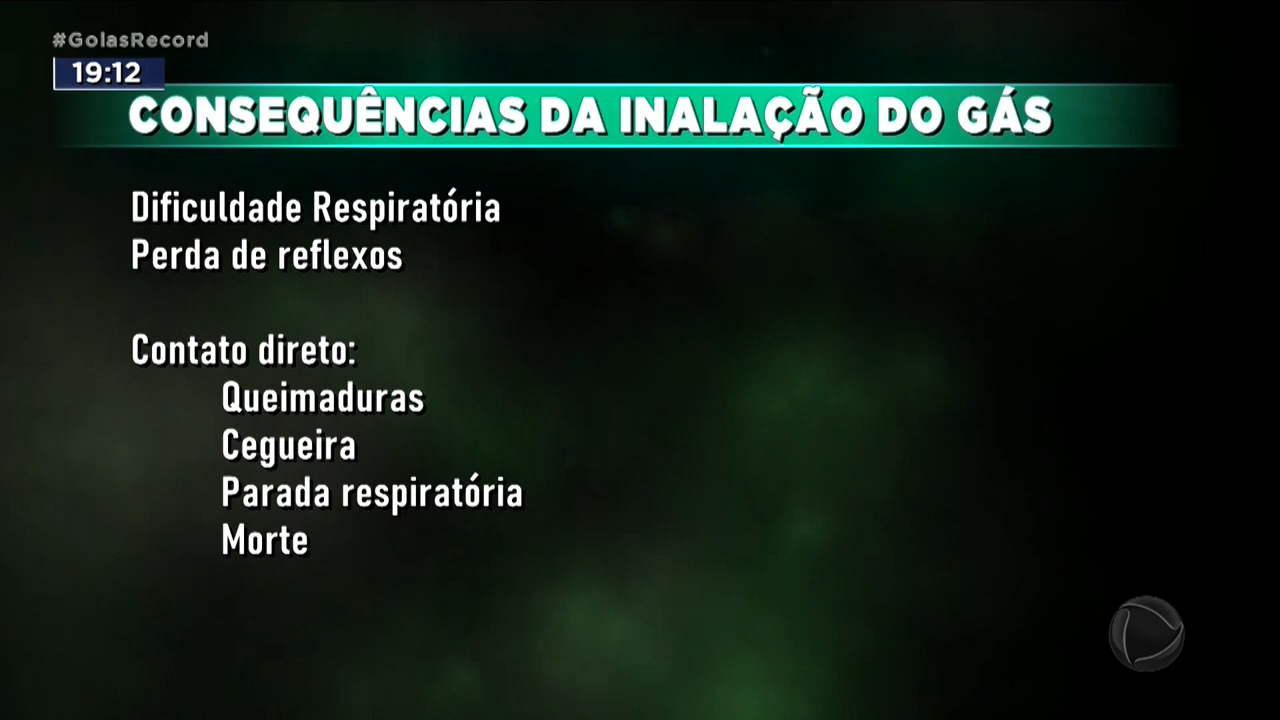 #GoiasRecord
19:12
CONSEQUÊNCIAS DA INALAÇÃO DO GÁS
Dificuldade Respiratória
Perda de reflexos
Contato direto:
Queimaduras
Cegueira
Parada respiratória
Morte